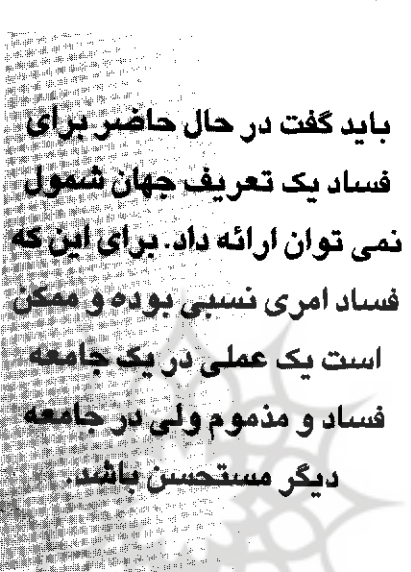 باید گفت در حال حاضر برای
فساد یک تعریف جهان شمول
نمی توان ارائه داد. برای این که
فساد امری نسبی بوده و ممکن
است یک عملی در یک جامعه
فساد و مذموم ولی در جامعه
دیگر مستحسن باشد.